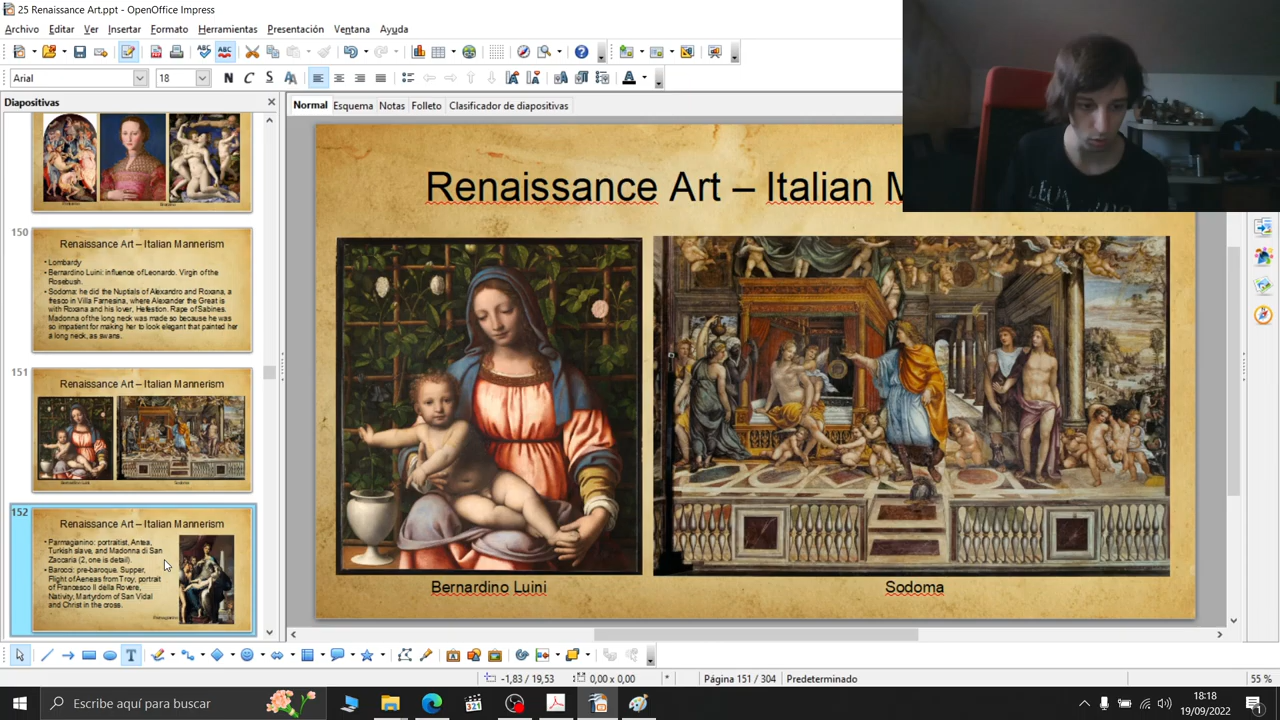 25 Renaissance Art.ppt - OpenOffice Impress
Archivo Editar Ver Insertar Formato Herramientas Presentación Ventana Ayuda
Arial 18 N C S A
Diapositivas
Normal Esquema Notas Folleto Clasificador de diapositivas
150
Renaissance Art – Italian Mannerism
• Lombardy
• Bernardino Luini: influence of Leonardo. Virgin of the
Rosebush.
• Sodoma: he did the Nuptials of Alexandro and Roxana, a
fresco in Villa Farnesina, where Alexander the Great is
with Roxana and his lover, Hefestion. Rape of Sabines.
Madonna of the long neck was made so because he was
so impatient for making her to look elegant that painted her
a long neck, as swans.
151
Renaissance Art – Italian Mannerism
Bernardino Luini Sodoma
152
Renaissance Art – Italian Mannerism
• Parmagianino: portraitist, Antea,
Turkish slave, and Madonna di San
Zaccaria (2, one is detail).
• Barocci: pre-baroque. Supper,
Flight of Aeneas from Troy, portrait
of Francesco II della Rovere,
Nativity, Martyrdom of San Vidal
and Christ in the cross.
Renaissance Art – Italian M
Bernardino Luini
Sodoma
-1,83 / 19,53 0,00 x 0,00 * Página 151 / 304 Predeterminado 55 %
Escribe aquí para buscar
18:18
19/09/2022